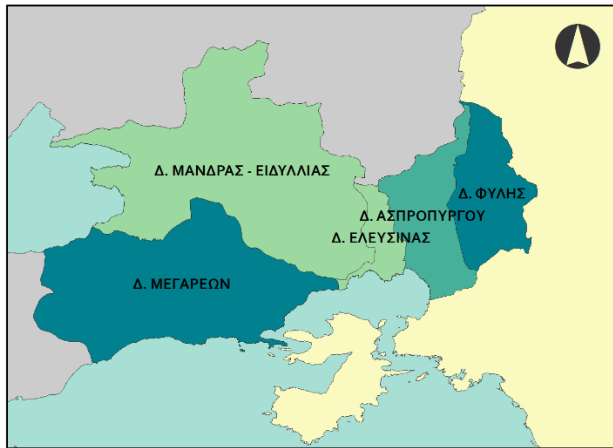 Δ. ΜΑΝΔΡΑΣ - ΕΙΔΥΛΛΙΑΣ
Δ. ΦΥΛΗΣ
Δ. ΑΣΠΡΟΠΥΡΓΟΥ
Δ. ΕΛΕΥΣΙΝΑΣ
Δ. ΜΕΓΑΡΕΩΝ